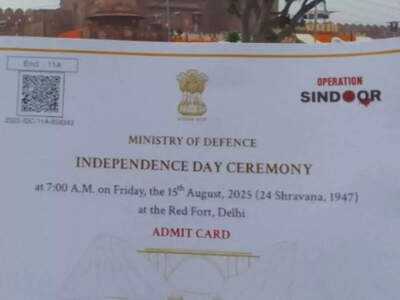 End : 11A
OPERATION
SINDOOR
MINISTRY OF DEFENCE
INDEPENDENCE DAY CEREMONY
at 7:00 A.M. on Friday, the 15th August, 2025 (24 Shravana, 1947)
at the Red Fort, Delhi
ADMIT CARD